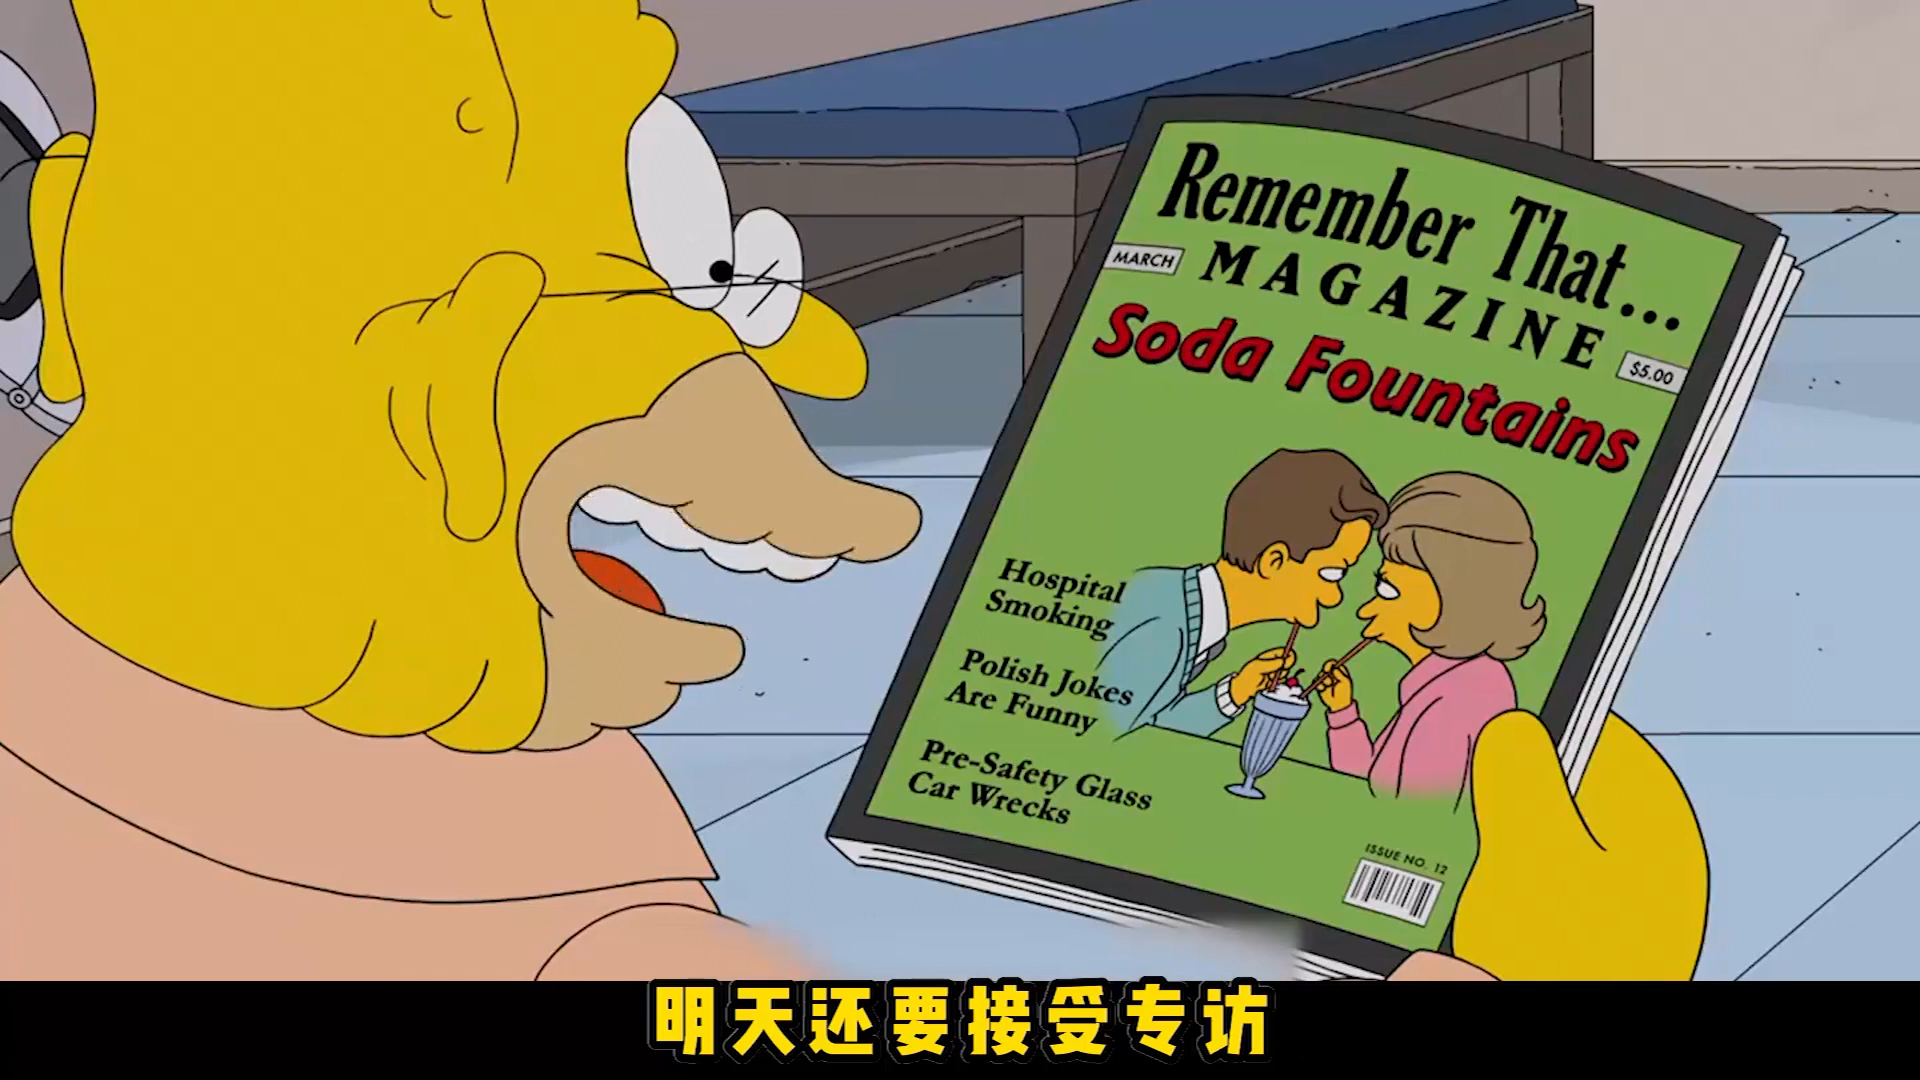 Remember That...
MAGAZINE
MARCH
$5.00
Soda Fountains
Hospital
Smoking
Polish Jokes
Are Funny
Pre-Safety Glass
Car Wrecks
ISSUE NO. 12
明天还要接受专访